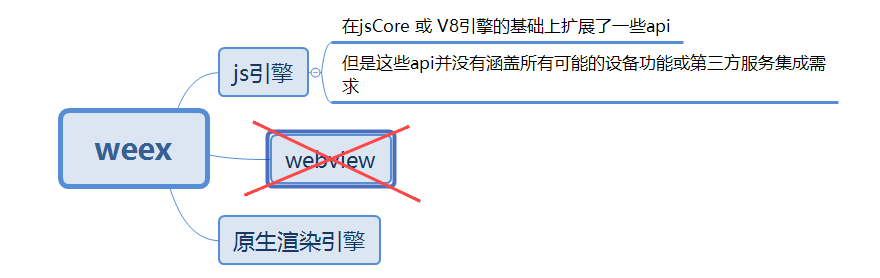 在jsCore 或 V8引擎的基础上扩展了一些api
js引擎
但是这些api并没有涵盖所有可能的设备功能或第三方服务集成需
求
weex
webview
原生渲染引擎